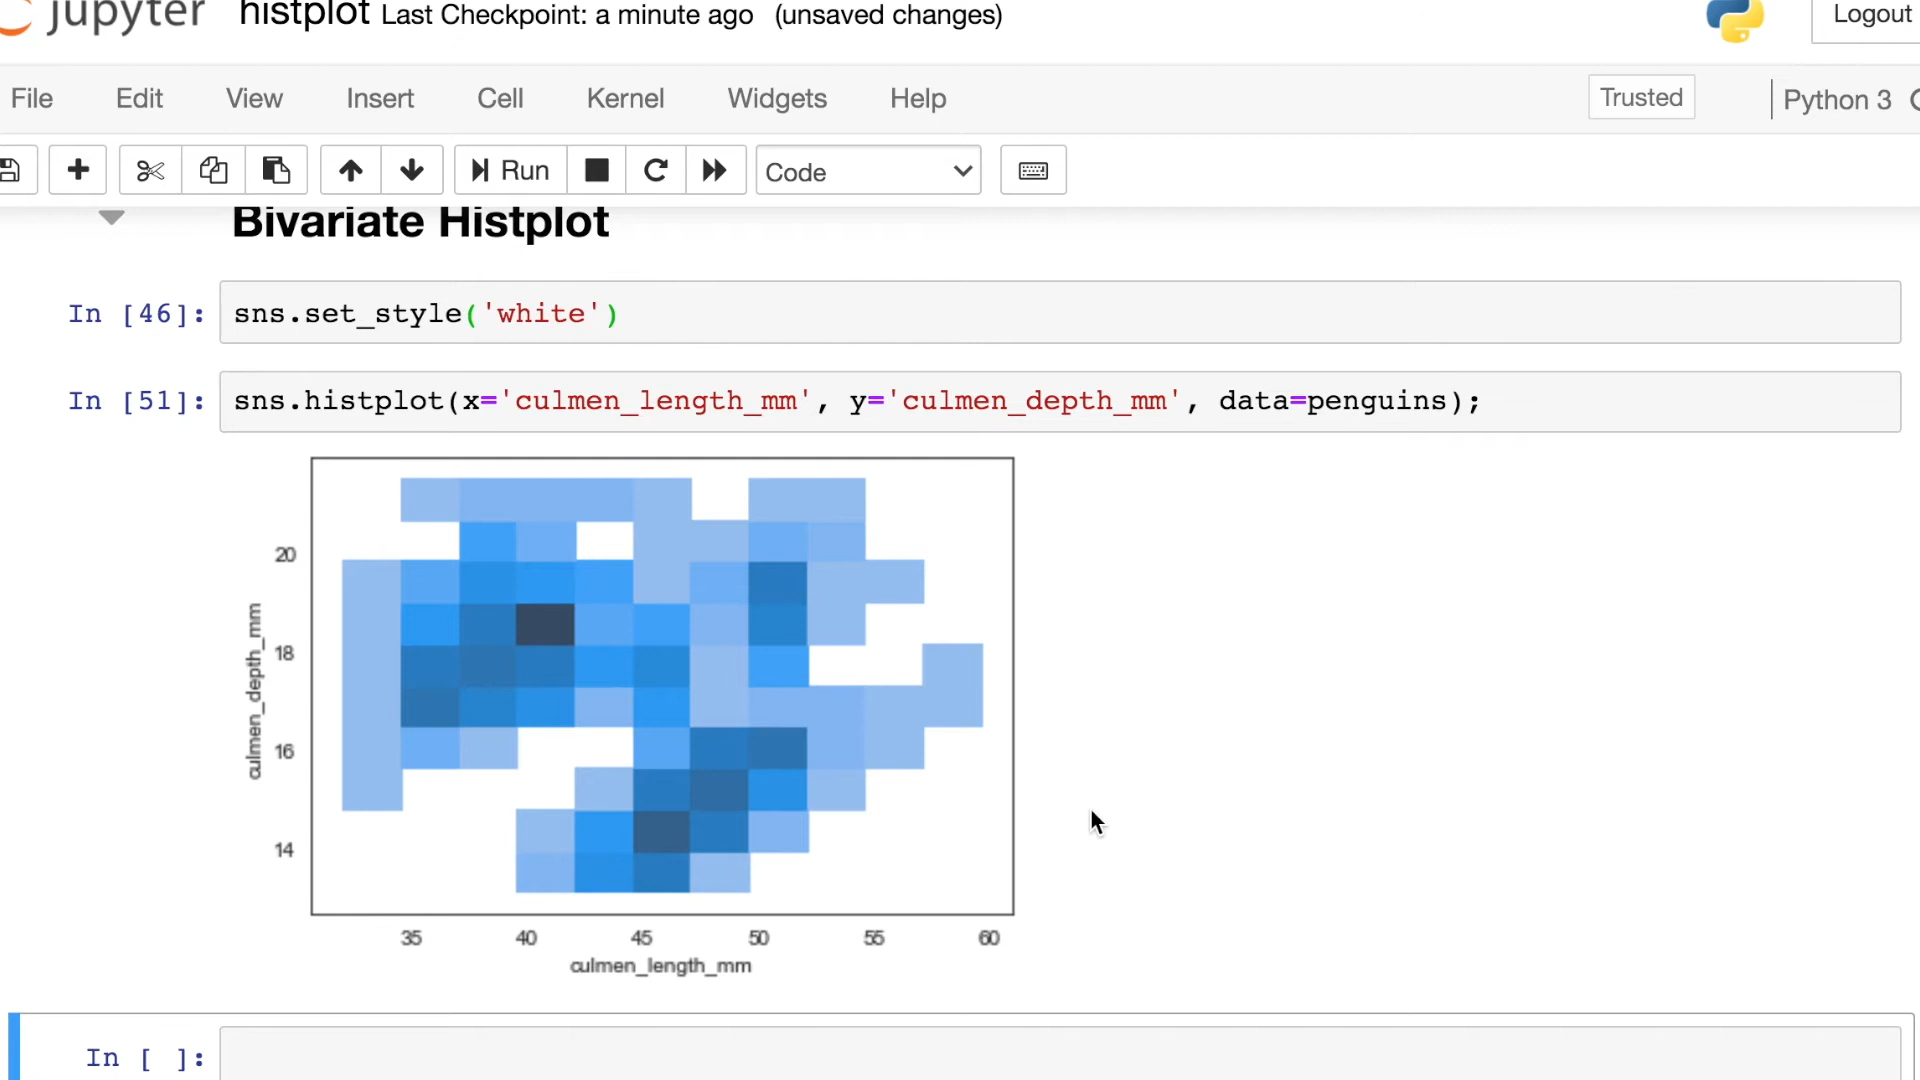 jupyter histplot Last Checkpoint: a minute ago (unsaved changes) Logout
File Edit View Insert Cell Kernel Widgets Help Trusted Python 3
Run Code
Bivariate Histplot
In [46]: sns.set_style('white')
In [51]: sns.histplot(x='culmen_length_mm', y='culmen_depth_mm', data=penguins);
culmen_depth_mm
20
18
16
14
35 40 45 50 55 60
culmen_length_mm
In [ ]: